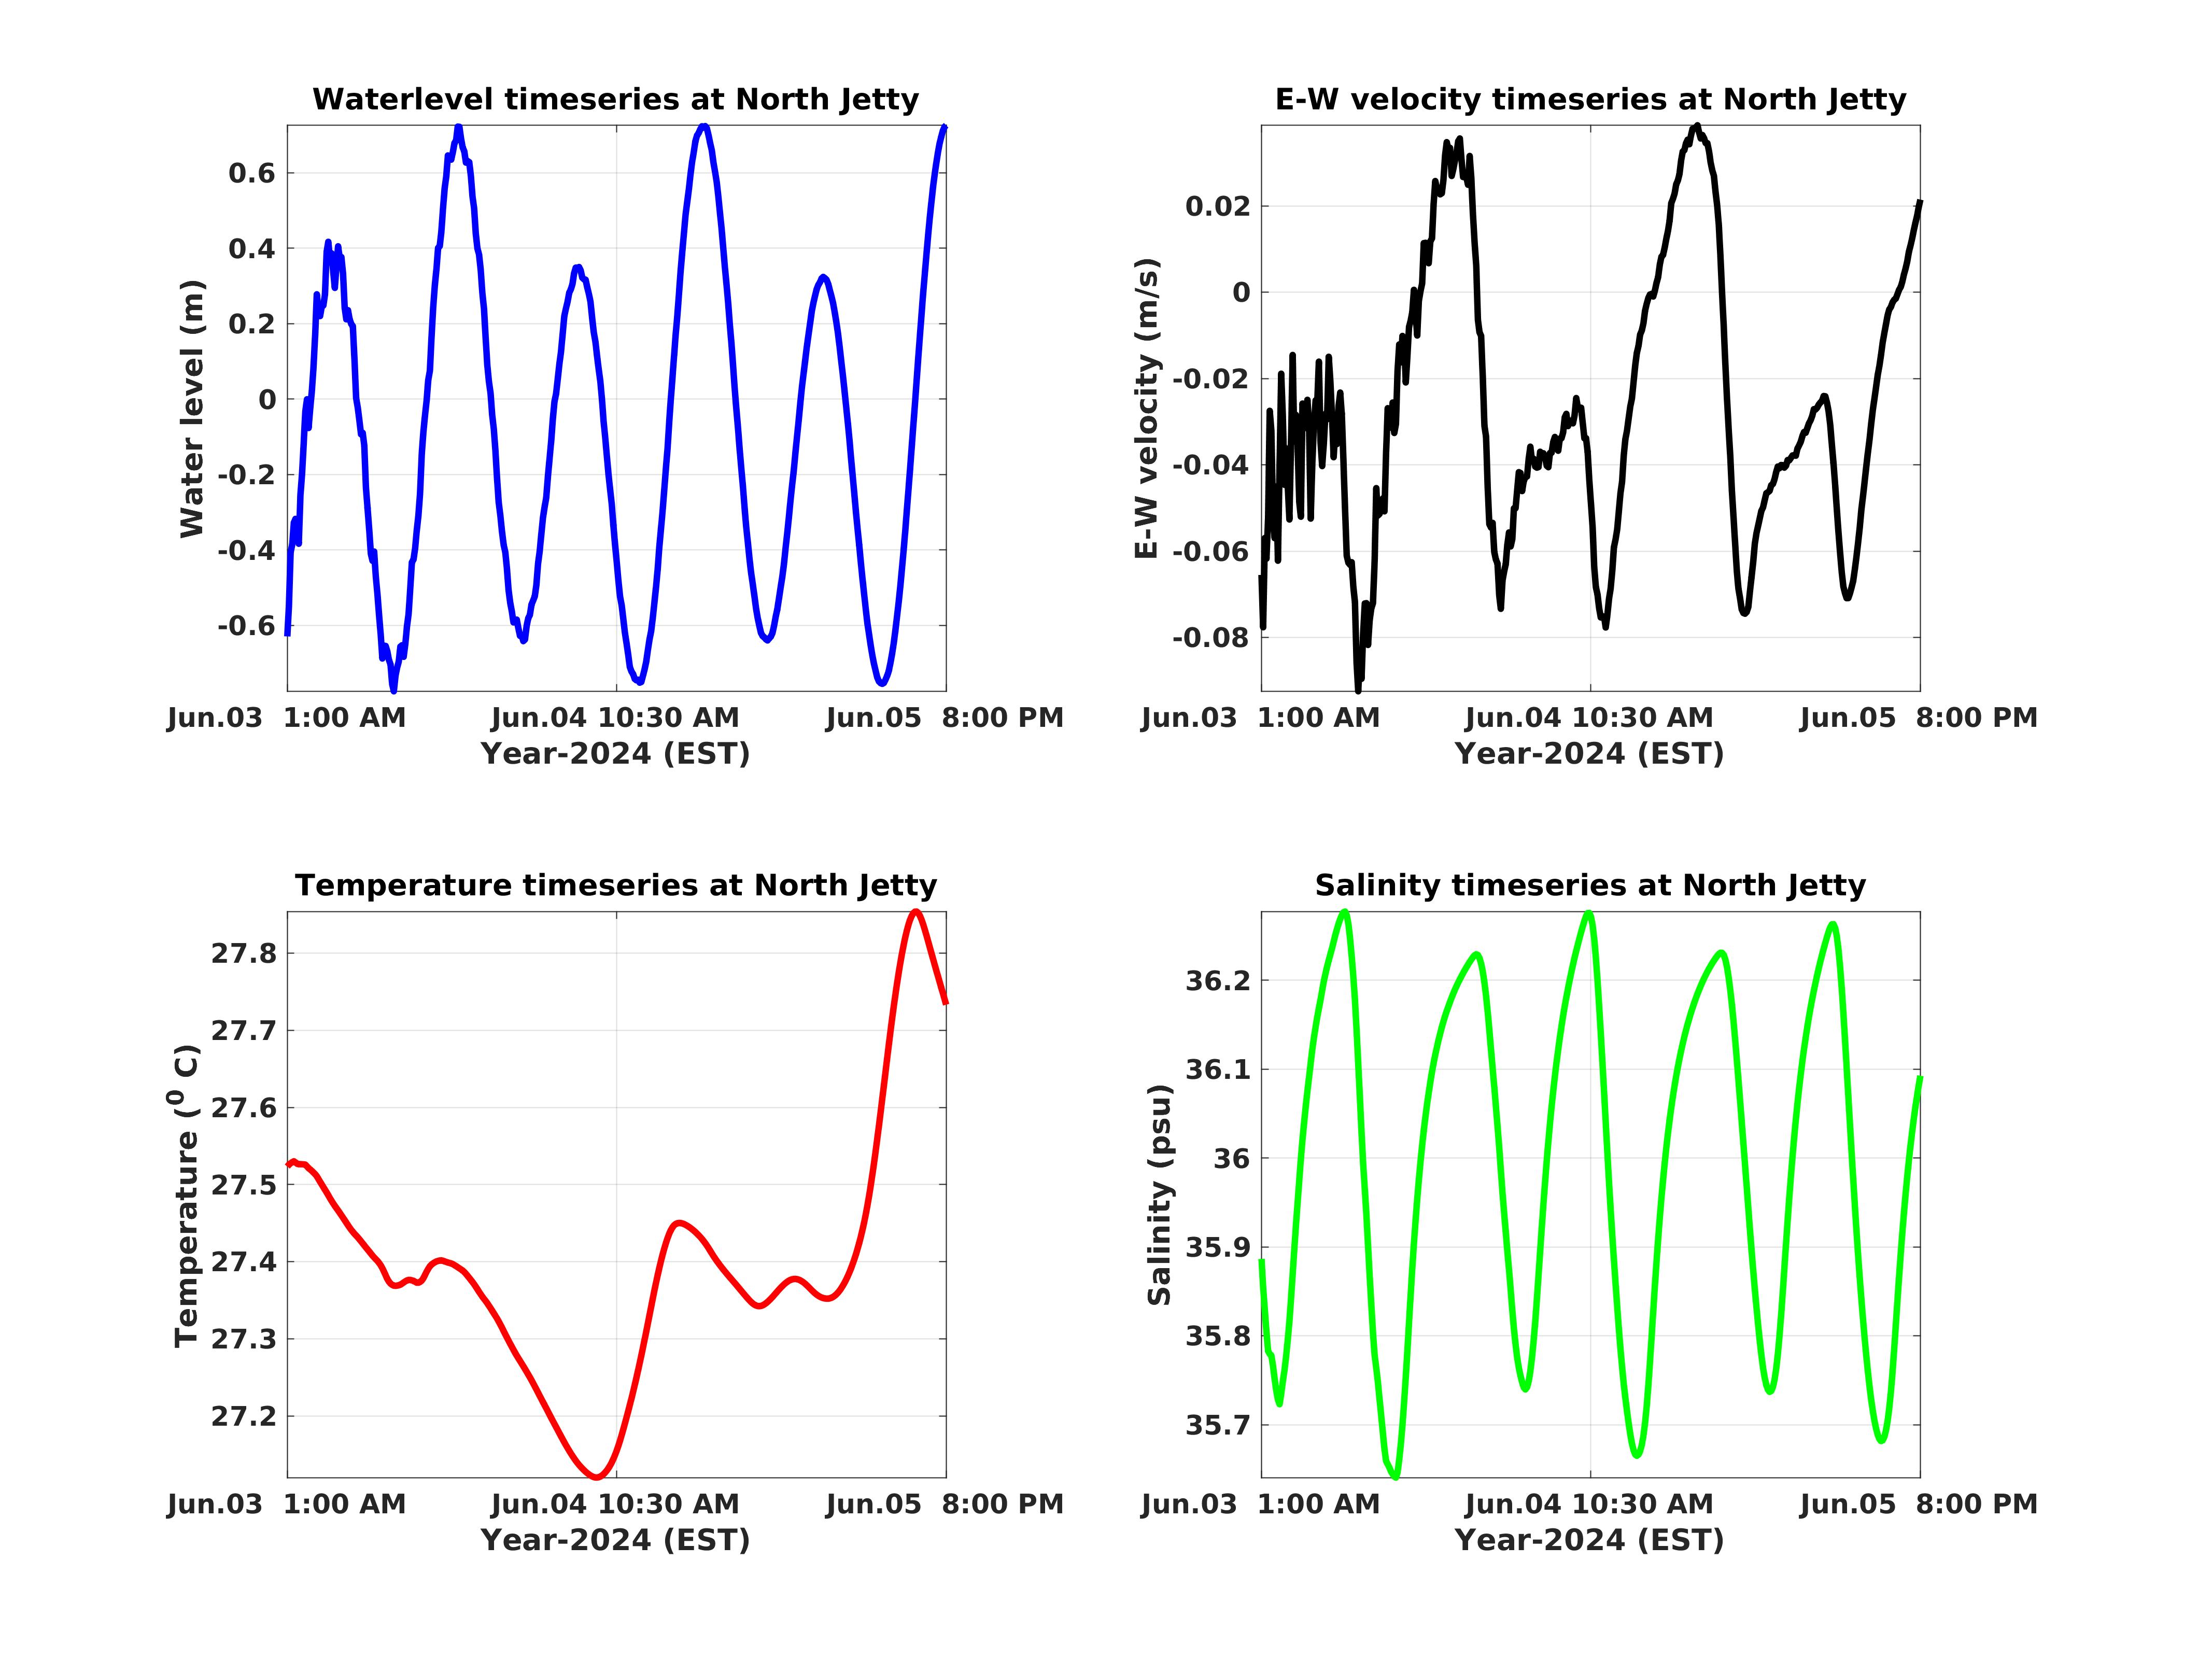 Waterlevel timeseries at North Jetty
Water level (m)
0.6
0.4
0.2
0
-0.2
-0.4
-0.6
Jun.03 1:00 AM
Jun.04 10:30 AM
Jun.05 8:00 PM
Year-2024 (EST)
E-W velocity timeseries at North Jetty
E-W velocity (m/s)
0.02
0
-0.02
-0.04
-0.06
-0.08
Jun.03 1:00 AM
Jun.04 10:30 AM
Jun.05 8:00 PM
Year-2024 (EST)
Temperature timeseries at North Jetty
Temperature (⁰ C)
27.8
27.7
27.6
27.5
27.4
27.3
27.2
Jun.03 1:00 AM
Jun.04 10:30 AM
Jun.05 8:00 PM
Year-2024 (EST)
Salinity timeseries at North Jetty
Salinity (psu)
36.2
36.1
36
35.9
35.8
35.7
Jun.03 1:00 AM
Jun.04 10:30 AM
Jun.05 8:00 PM
Year-2024 (EST)